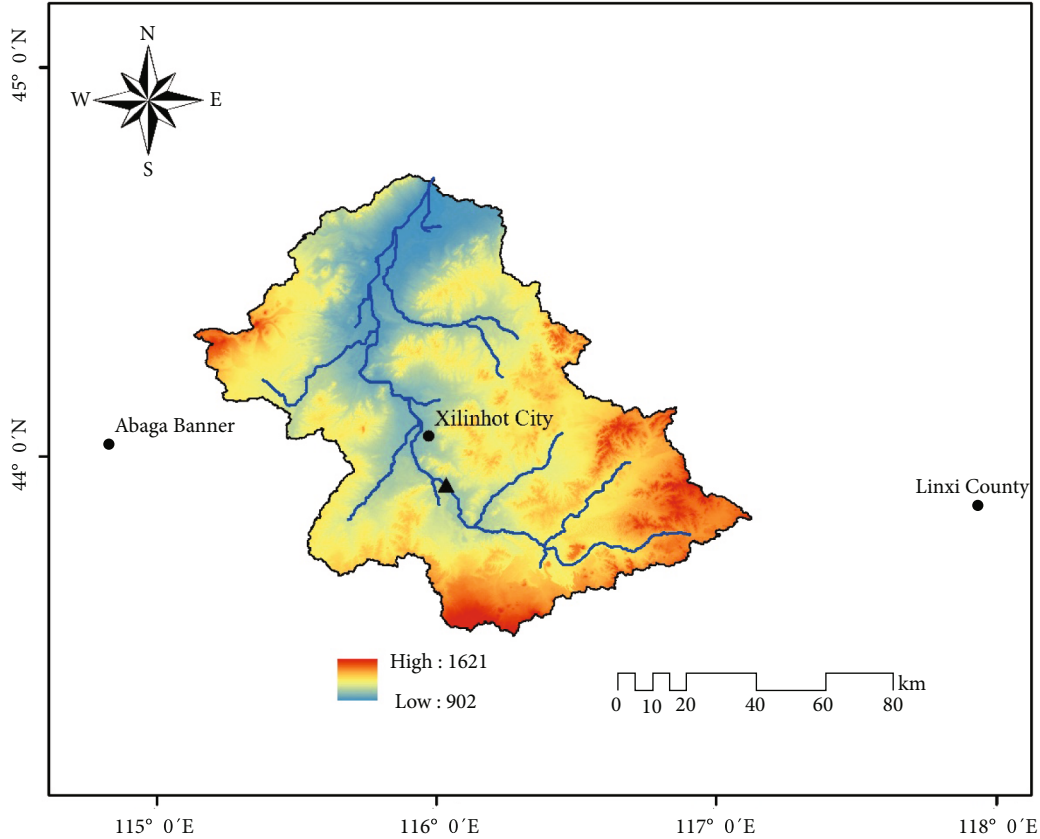 45° 0′N
N
W E
S
Xilinhot City
Abaga Banner
44° 0′N
Linxi County
High : 1621
Low : 902
km
0 10 20 40 60 80
115° 0′E 116° 0′E 117° 0′E 118° 0′E